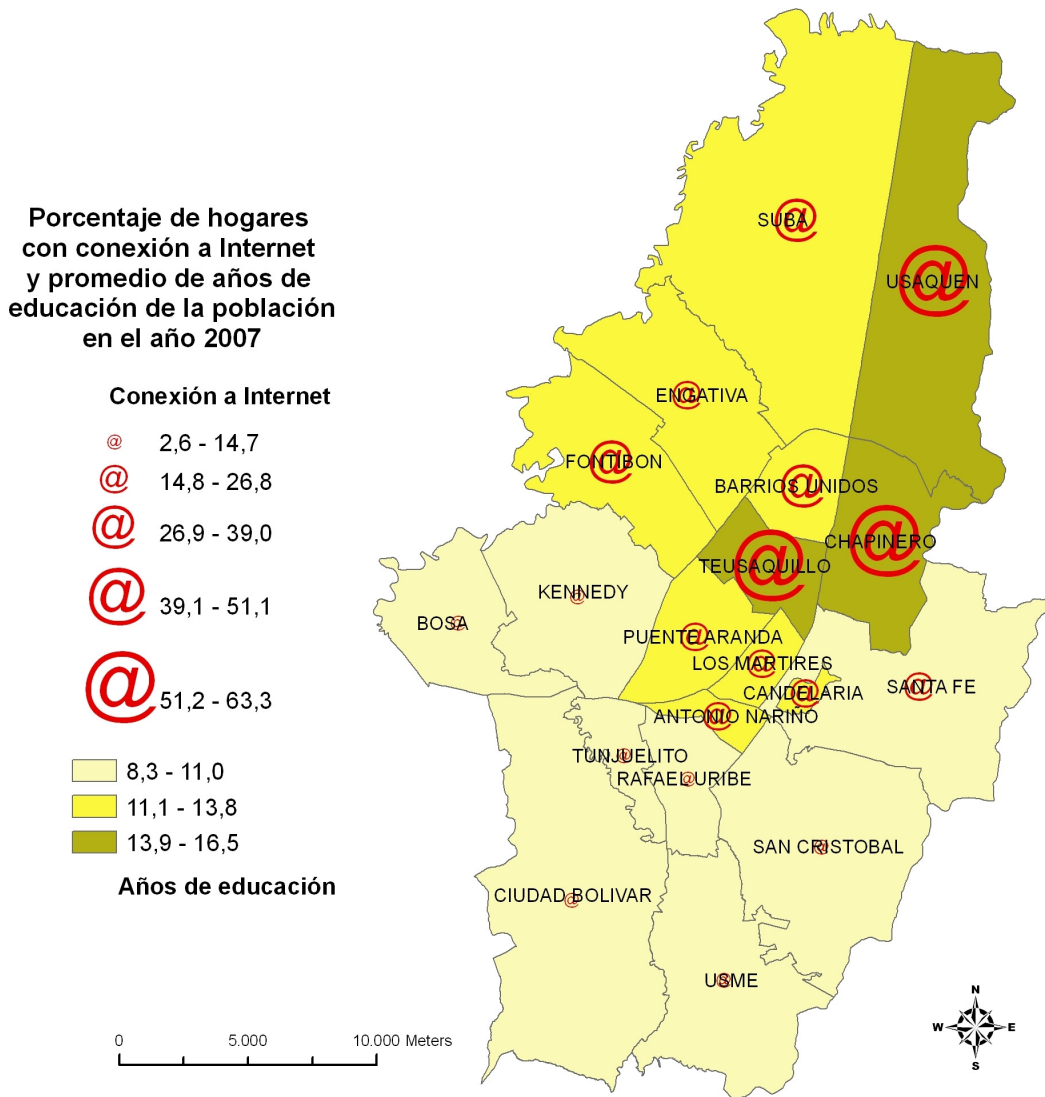 Porcentaje de hogares
con conexión a Internet
y promedio de años de
educación de la población
en el año 2007
Conexión a Internet
@ 2,6 - 14,7
@ 14,8 - 26,8
@ 26,9 - 39,0
@ 39,1 - 51,1
@ 51,2 - 63,3
8,3 - 11,0
11,1 - 13,8
13,9 - 16,5
Años de educación
SUBA @
USAQUEN @
ENGATIVA @
FONTIBON @
BARRIOS UNIDOS @
CHAPINERO @
TEUSAQUILLO @
KENNEDY @
BOSA @
PUENTE ARANDA @
LOS MARTIRES @
CANDELARIA @
SANTA FE @
ANTONIO NARIÑO @
TUNJUELITO @
RAFAEL URIBE @
SAN CRISTOBAL @
CIUDAD BOLIVAR @
USME @
0 5.000 10.000 Meters
N
W E
S